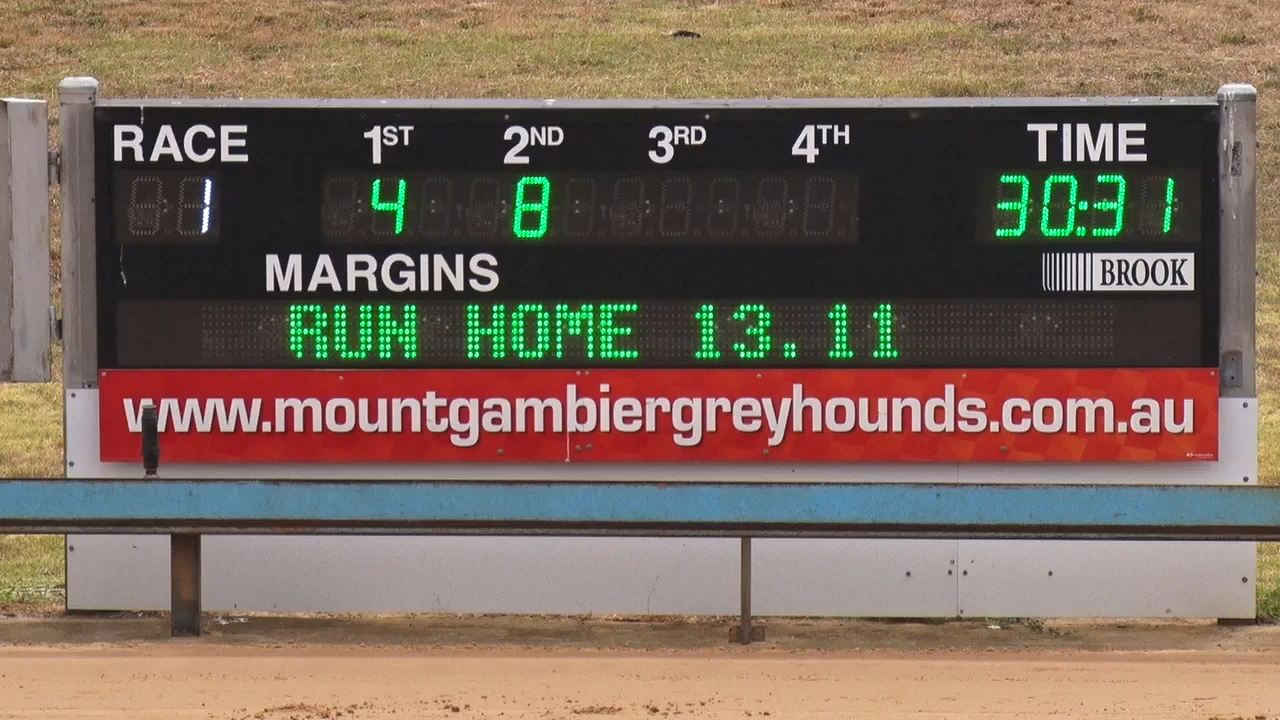 RACE 1ST 2ND 3RD 4TH TIME
1 4 8 30:31
MARGINS BROOK
RUN HOME 13.11
www.mountgambiergreyhounds.com.au